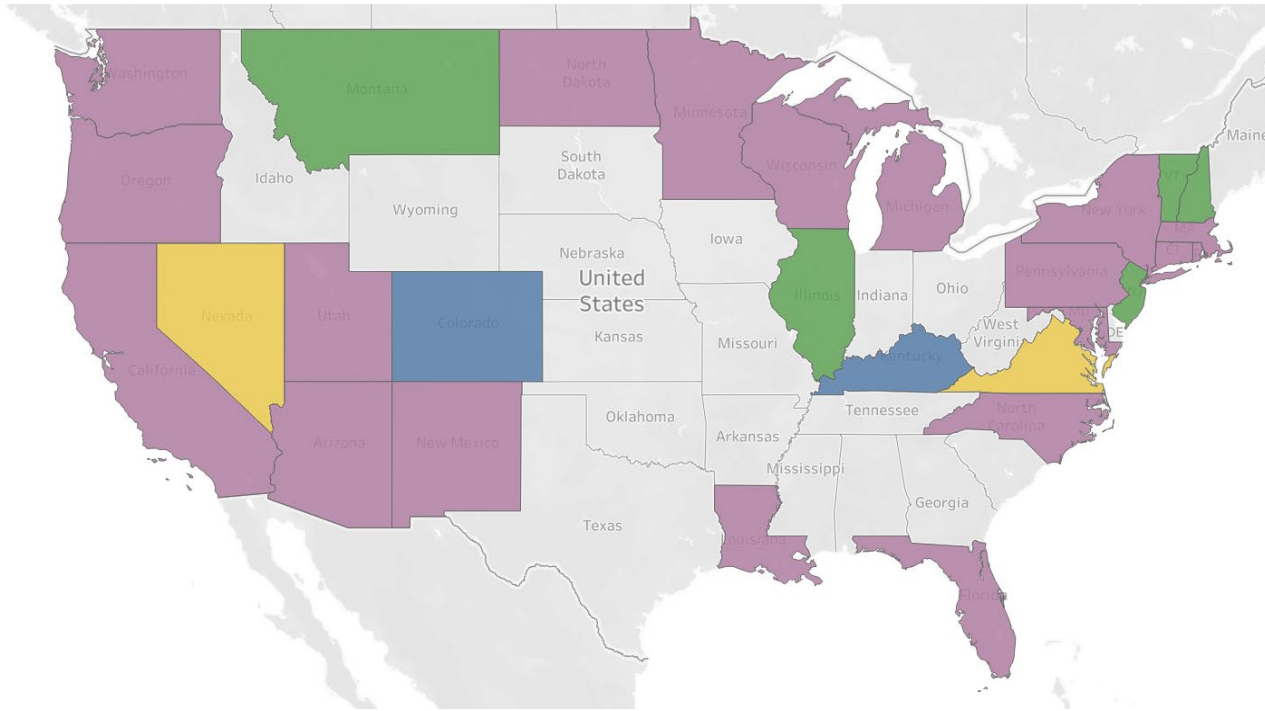 Washington
Montana
North
Dakota
Minnesota
Maine
Oregon
Idaho
South
Dakota
Wisconsin
Michigan
VT
New York
MA
CT
Wyoming
Iowa
Nebraska
United
States
Illinois
Indiana
Ohio
Pennsylvania
MD
DE
Nevada
Utah
Colorado
Kansas
Missouri
West
Virginia
Kentucky
California
Arizona
New Mexico
Oklahoma
Arkansas
Tennessee
North
Carolina
Mississippi
Georgia
Texas
Louisiana
Florida